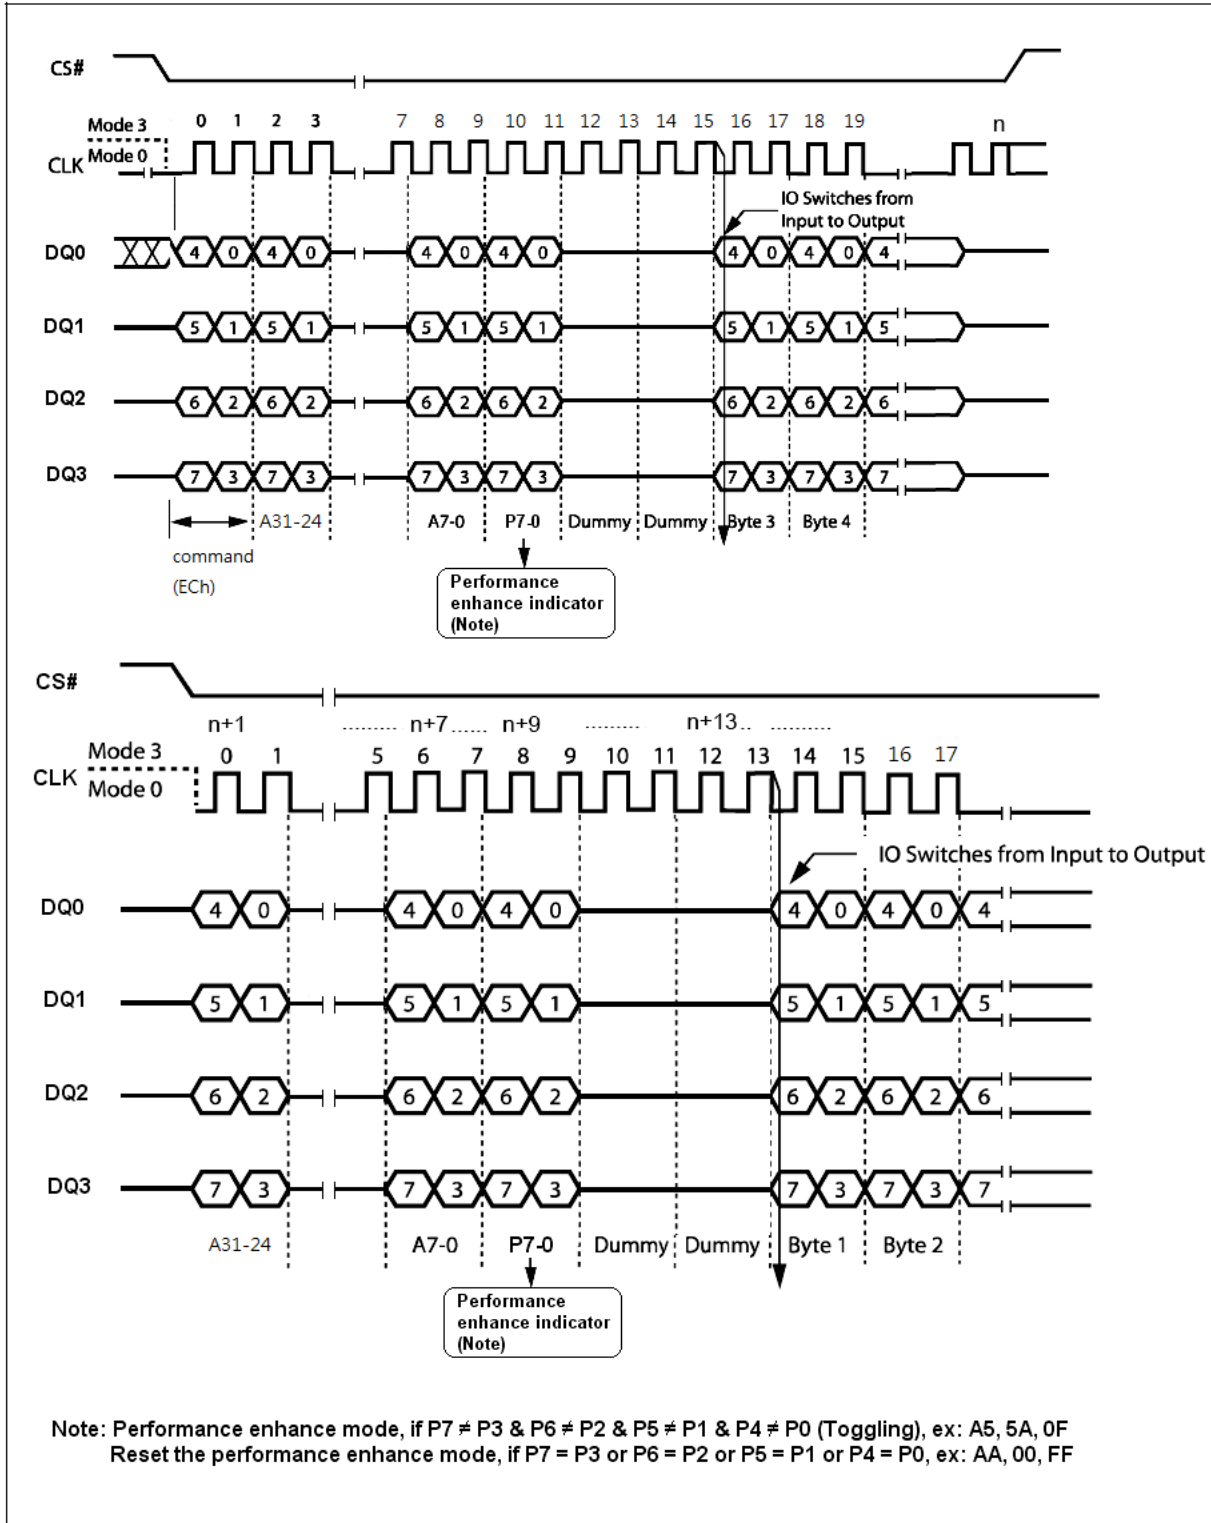 CS#
Mode 3
Mode 0
CLK
0 1 2 3 7 8 9 10 11 12 13 14 15 16 17 18 19 n
IO Switches from
Input to Output
DQ0 4 0 4 0 4 0 4 0 4 0 4 0 4
DQ1 5 1 5 1 5 1 5 1 5 1 5 1 5
DQ2 6 2 6 2 6 2 6 2 6 2 6 2 6
DQ3 7 3 7 3 7 3 7 3 7 3 7 3 7
A31-24 A7-0 P7-0 Dummy Dummy Byte 3 Byte 4
command
(ECh)
Performance
enhance indicator
(Note)
CS#
n+1 ......... n+7 ...... n+9 ......... n+13.. .........
Mode 3
Mode 0
CLK
0 1 5 6 7 8 9 10 11 12 13 14 15 16 17
IO Switches from Input to Output
DQ0 4 0 4 0 4 0 4 0 4 0 4
DQ1 5 1 5 1 5 1 5 1 5 1 5
DQ2 6 2 6 2 6 2 6 2 6 2 6
DQ3 7 3 7 3 7 3 7 3 7 3 7
A31-24 A7-0 P7-0 Dummy Dummy Byte 1 Byte 2
Performance
enhance indicator
(Note)
Note: Performance enhance mode, if P7 ≠ P3 & P6 ≠ P2 & P5 ≠ P1 & P4 ≠ P0 (Toggling), ex: A5, 5A, 0F
Reset the performance enhance mode, if P7 = P3 or P6 = P2 or P5 = P1 or P4 = P0, ex: AA, 00, FF